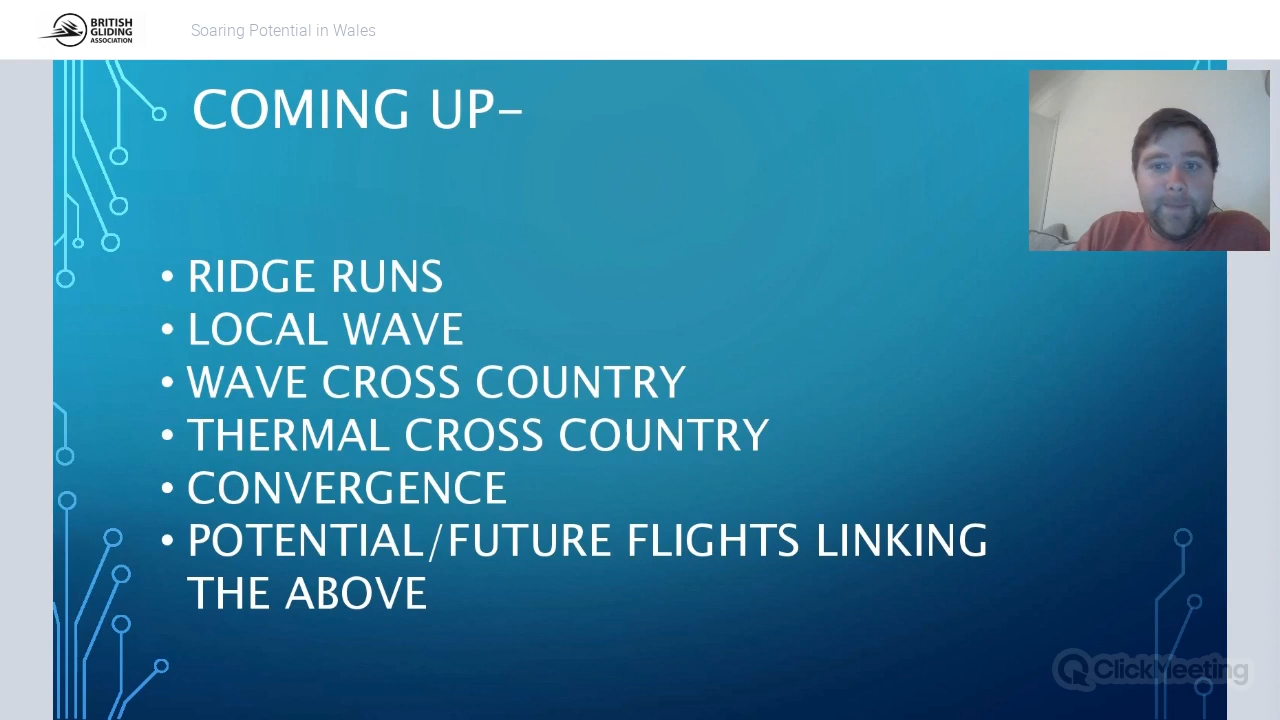 BRITISH
GLIDING
ASSOCIATION
Soaring Potential in Wales
COMING UP–
• RIDGE RUNS
• LOCAL WAVE
• WAVE CROSS COUNTRY
• THERMAL CROSS COUNTRY
• CONVERGENCE
• POTENTIAL/FUTURE FLIGHTS LINKING
THE ABOVE
ClickMeeting